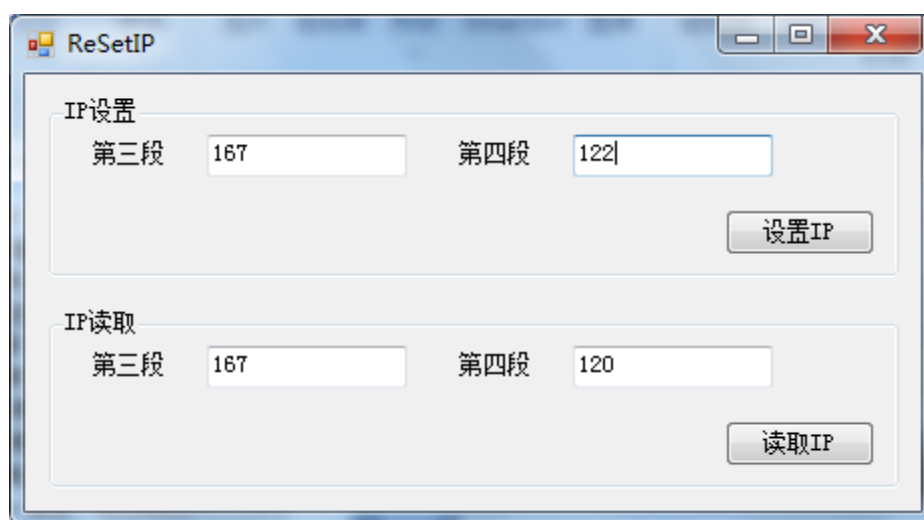 ReSetIP
IP设置
第三段 167 第四段 122
设置IP
IP读取
第三段 167 第四段 120
读取IP